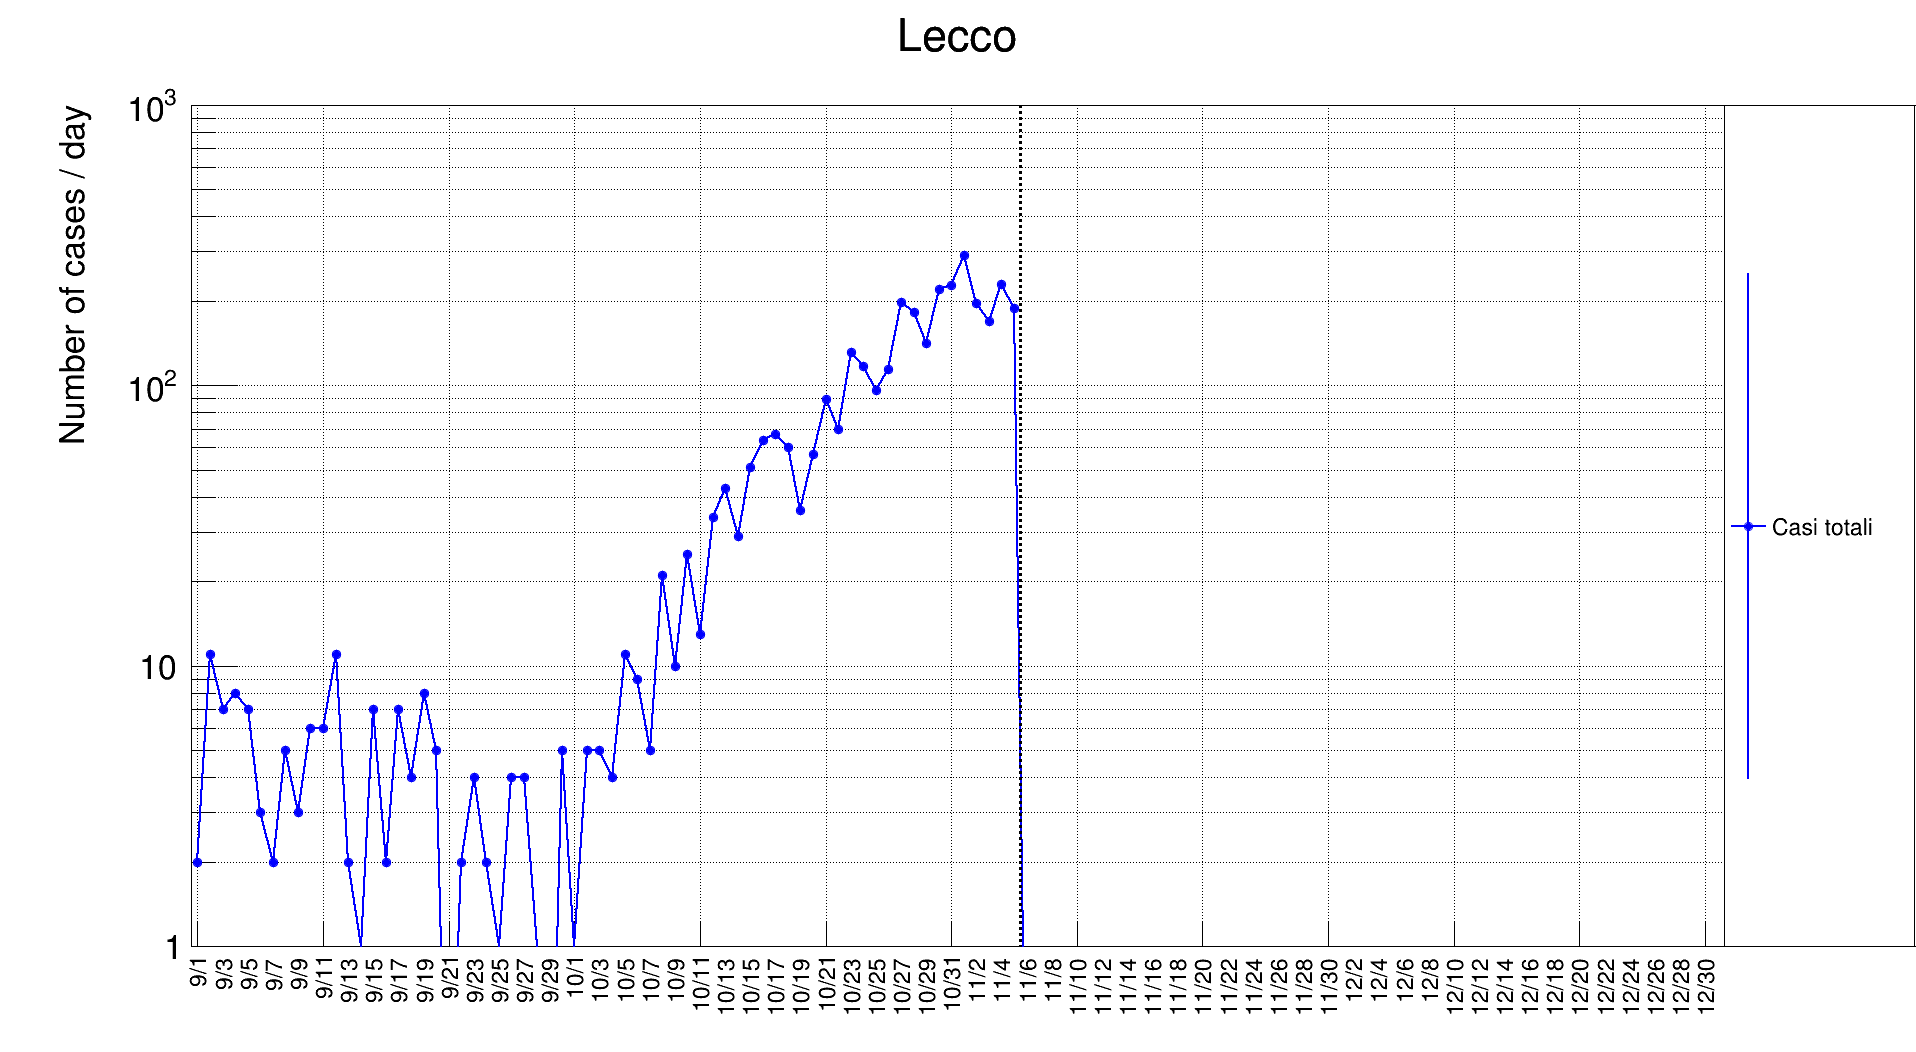 Lecco
Number of cases / day
10³
10²
10
1
9/1 9/3 9/5 9/7 9/9 9/11 9/13 9/15 9/17 9/19 9/21 9/23 9/25 9/27 9/29 10/1 10/3 10/5 10/7 10/9 10/11 10/13 10/15 10/17 10/19 10/21 10/23 10/25 10/27 10/29 10/31 11/2 11/4 11/6 11/8 11/10 11/12 11/14 11/16 11/18 11/20 11/22 11/24 11/26 11/28 11/30 12/2 12/4 12/6 12/8 12/10 12/12 12/14 12/16 12/18 12/20 12/22 12/24 12/26 12/28 12/30
Casi totali